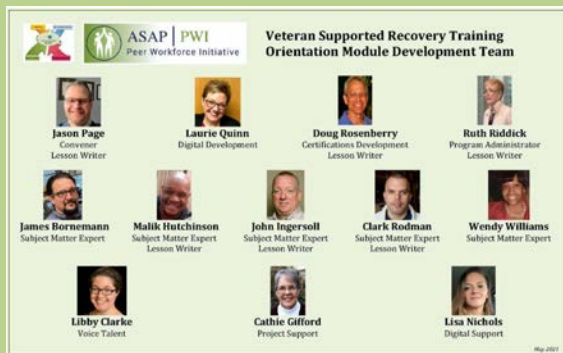 ASAP | PWI
Peer Workforce Initiative
Veteran Supported Recovery Training
Orientation Module Development Team
Jason Page
Convener
Lesson Writer
Laurie Quinn
Digital Development
Doug Rosenberry
Certifications Development
Lesson Writer
Ruth Riddick
Program Administrator
Lesson Writer
James Bornemann
Subject Matter Expert
Malik Hutchinson
Subject Matter Expert
Lesson Writer
John Ingersoll
Subject Matter Expert
Lesson Writer
Clark Rodman
Subject Matter Expert
Lesson Writer
Wendy Williams
Subject Matter Expert
Libby Clarke
Voice Talent
Cathie Gifford
Project Support
Lisa Nichols
Digital Support
May 2021